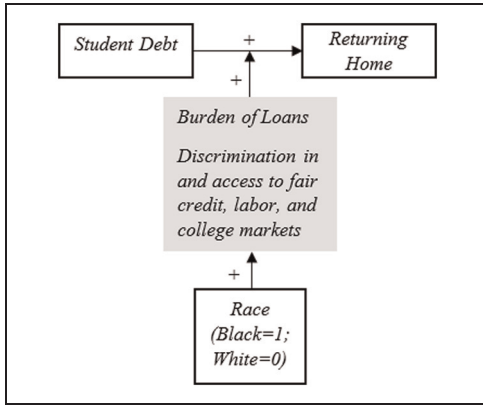 Student Debt
+
Returning
Home
+
Burden of Loans
Discrimination in
and access to fair
credit, labor, and
college markets
+
Race
(Black=1;
White=0)